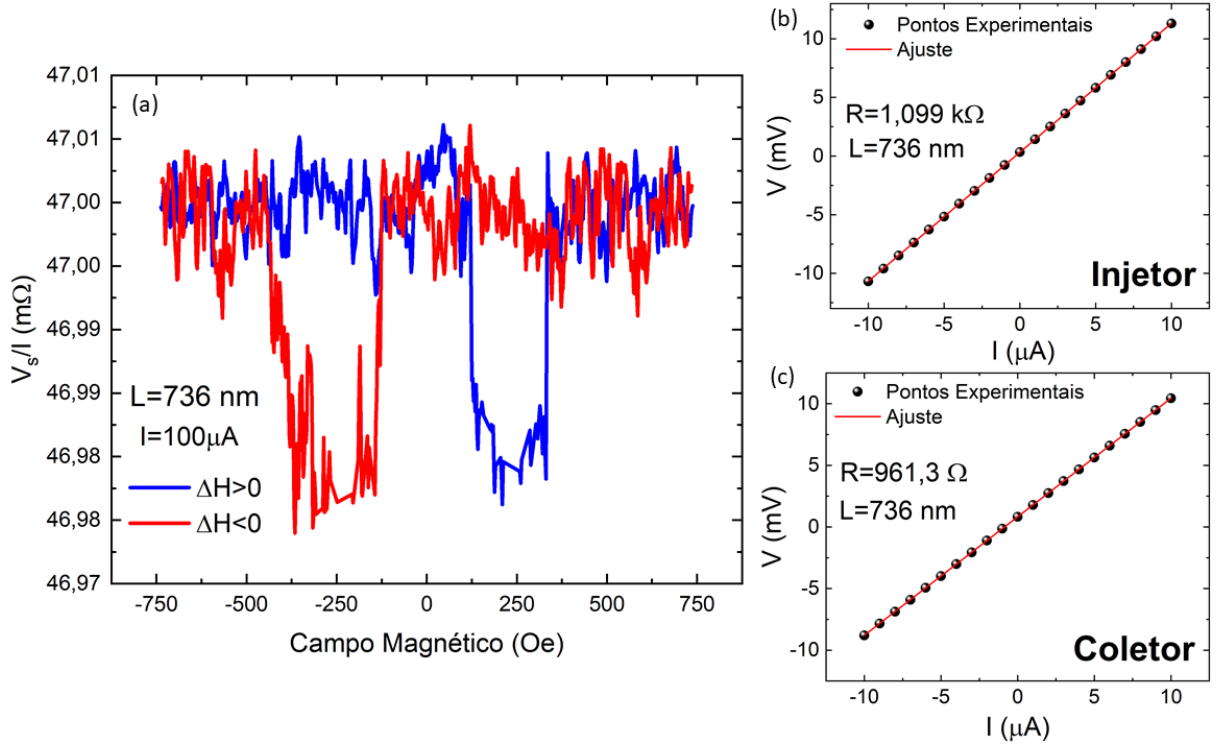 (a)
47,01
47,01
47,00
47,00
46,99
46,99
46,98
46,98
46,97
V_s/I (mΩ)
L=736 nm
I=100μA
ΔH>0
ΔH<0
-750 -500 -250 0 250 500 750
Campo Magnético (Oe)
(b)
Pontos Experimentais
Ajuste
R=1,099 kΩ
L=736 nm
Injetor
10
5
0
-5
-10
V (mV)
-10 -5 0 5 10
I (μA)
(c)
Pontos Experimentais
Ajuste
R=961,3 Ω
L=736 nm
Coletor
10
5
0
-5
-10
V (mV)
-10 -5 0 5 10
I (μA)